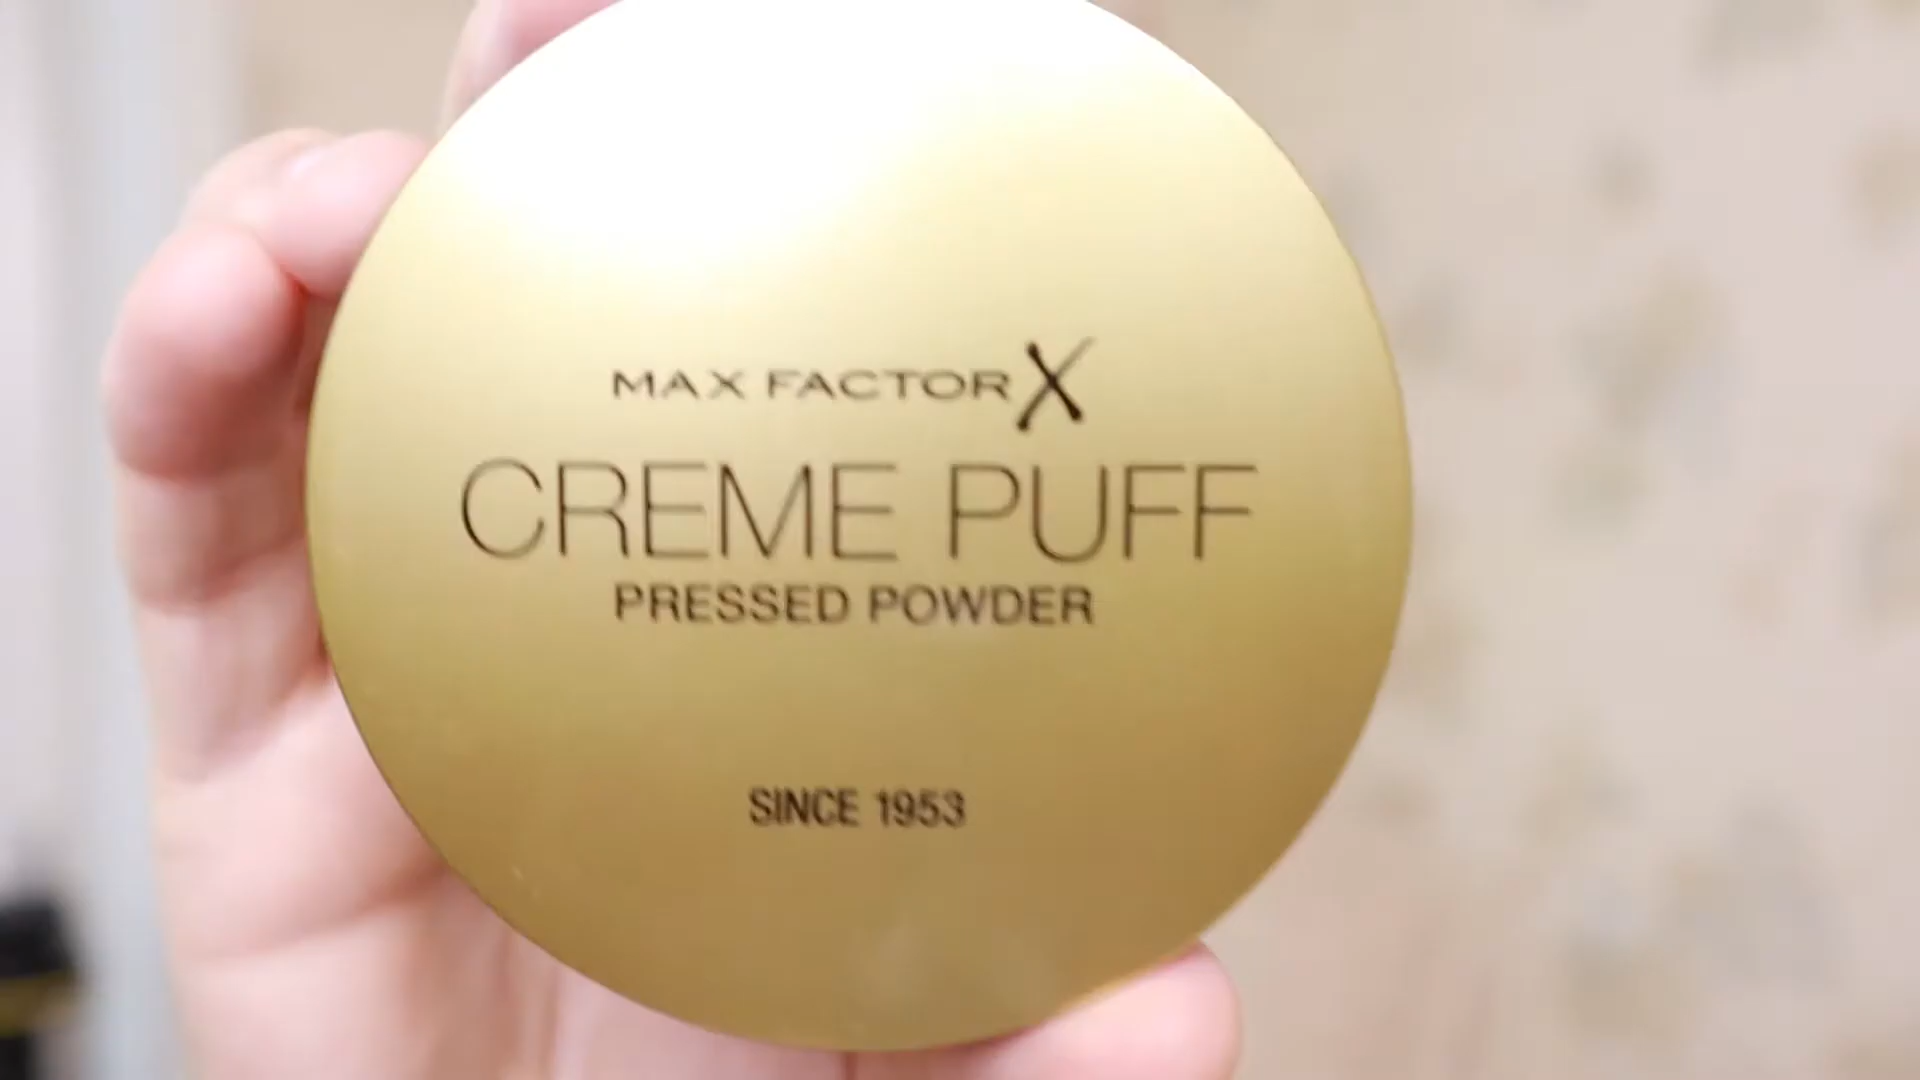 MAX FACTOR X
CREME PUFF
PRESSED POWDER
SINCE 1953